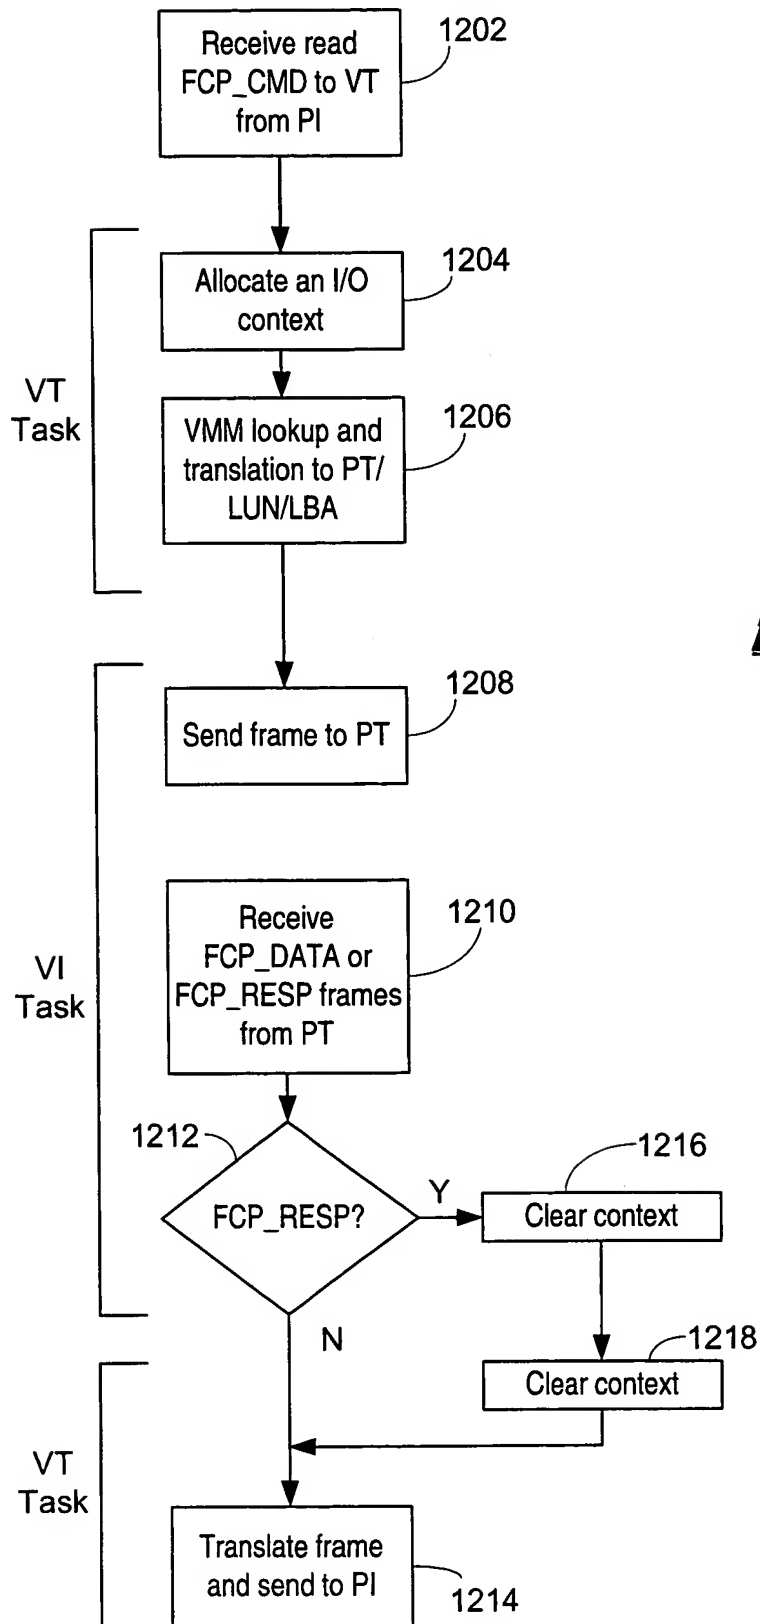 Receive read
FCP_CMD to VT
from PI
1202
Allocate an I/O
context
1204
VT
Task
VMM lookup and
translation to PT/
LUN/LBA
1206
Send frame to PT
1208
Receive
FCP_DATA or
FCP_RESP frames
from PT
1210
VI
Task
1212
FCP_RESP?
Y
N
Clear context
1216
Clear context
1218
VT
Task
Translate frame
and send to PI
1214